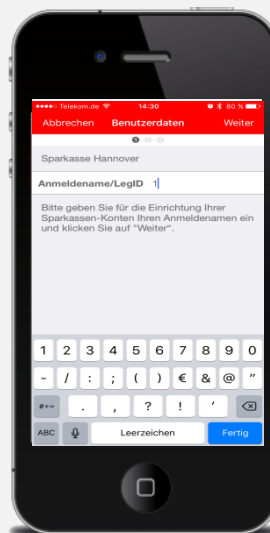 Telekom.de 14:30 80 %
Abbrechen Benutzerdaten Weiter
1
Sparkasse Hannover
Anmeldename/LegID 1
Bitte geben Sie für die Einrichtung Ihrer
Sparkassen-Konten Ihren Anmeldenamen ein
und klicken Sie auf "Weiter".
1 2 3 4 5 6 7 8 9 0
- / : ; ( ) € & @ "
#+= . , ? ! '
ABC Leerzeichen Fertig